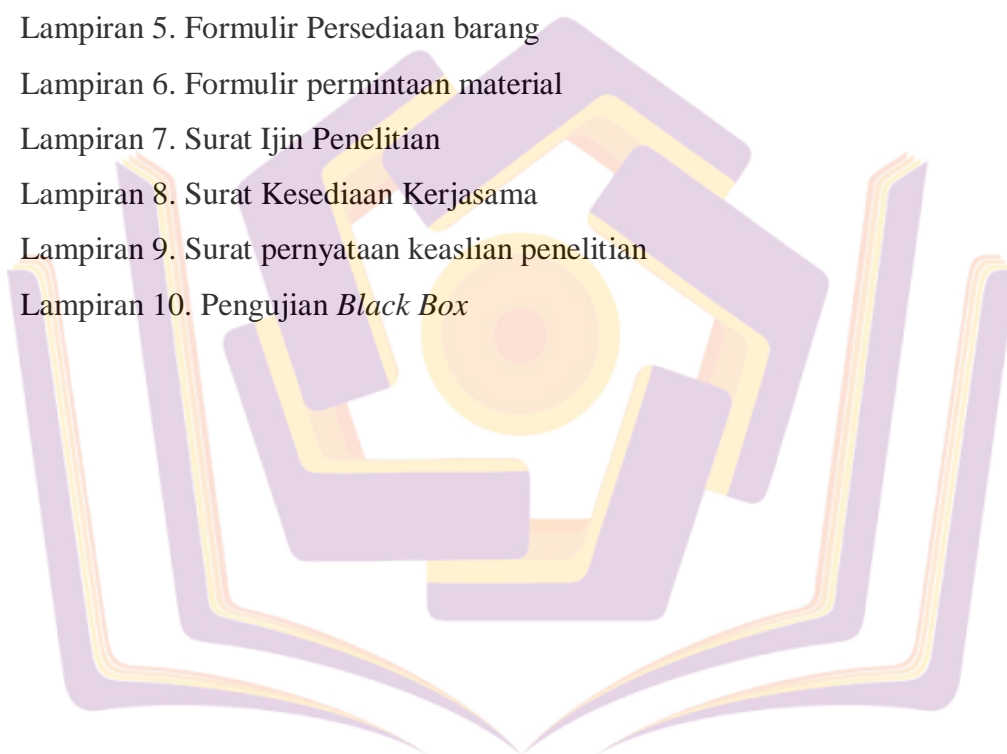 Lampiran 5. Formulir Persediaan barang
Lampiran 6. Formulir permintaan material
Lampiran 7. Surat Ijin Penelitian
Lampiran 8. Surat Kesediaan Kerjasama
Lampiran 9. Surat pernyataan keaslian penelitian
Lampiran 10. Pengujian Black Box